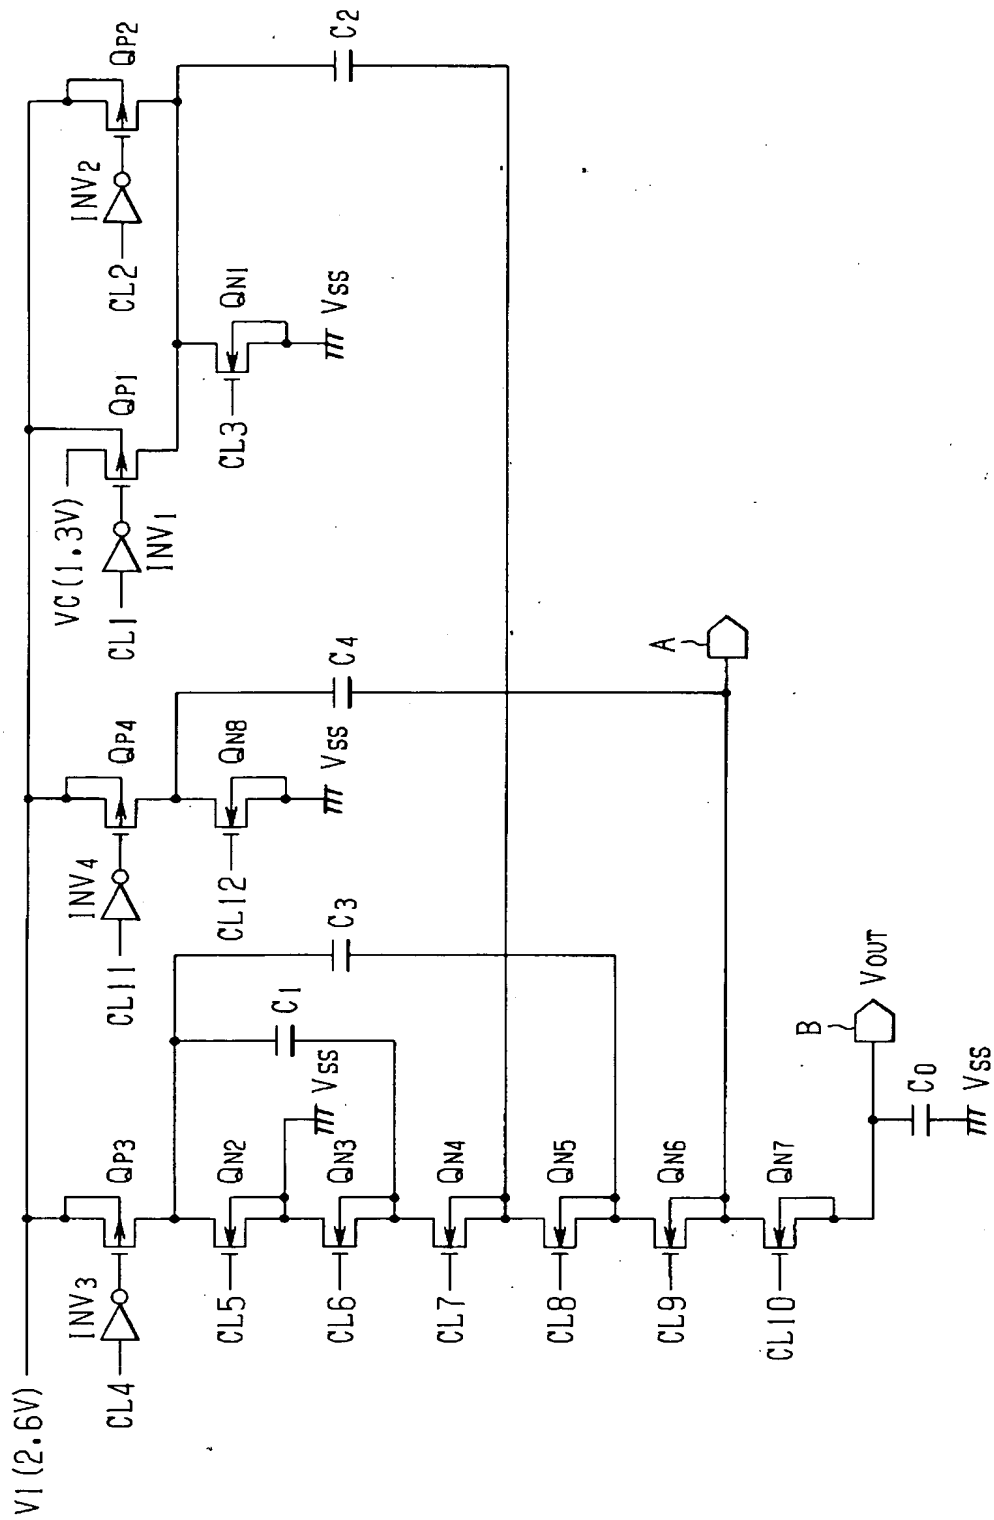 V1(2.6V)
CL4
INV3
QP3
CL11
INV4
QP4
CL1
INV1
VC(1.3V)
QP1
CL2
INV2
QP2
CL5
QN2
CL6
QN3
CL7
QN4
CL8
QN5
CL9
QN6
CL10
QN7
VSS
C1
C3
CL12
QN8
VSS
C4
CL3
QN1
VSS
C2
A
B
VOUT
C0
VSS